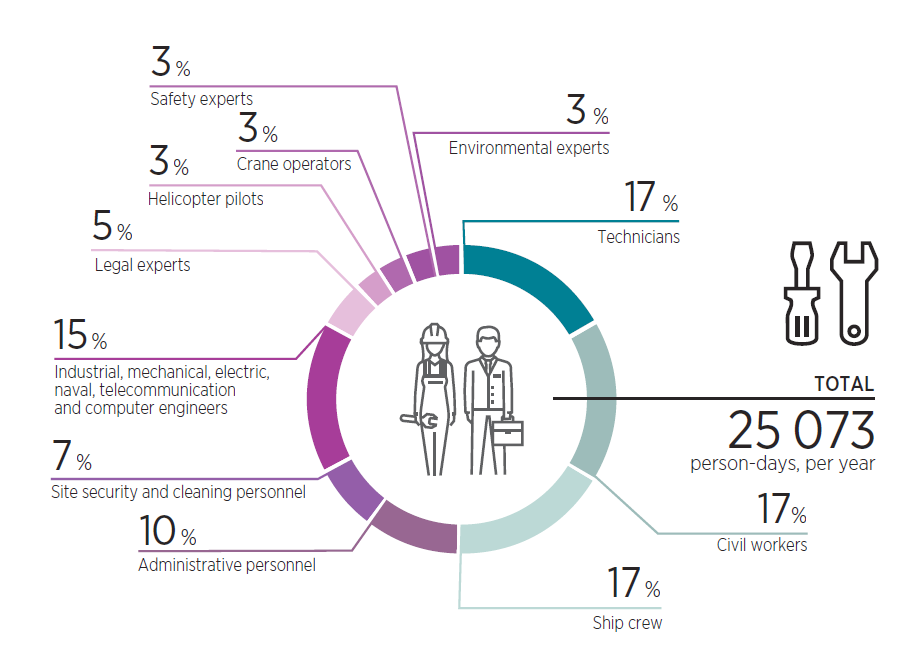 3 %
Safety experts
3 %
Environmental experts
3 %
Crane operators
3 %
Helicopter pilots
17 %
Technicians
5 %
Legal experts
15 %
Industrial, mechanical, electric,
naval, telecommunication
and computer engineers
TOTAL
25 073
person-days, per year
7 %
Site security and cleaning personnel
17%
Civil workers
10 %
Administrative personnel
17 %
Ship crew